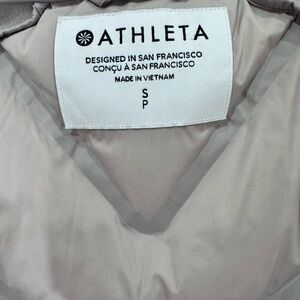 ATHLETA
DESIGNED IN SAN FRANCISCO
CONÇU À SAN FRANCISCO
MADE IN VIETNAM
S
P